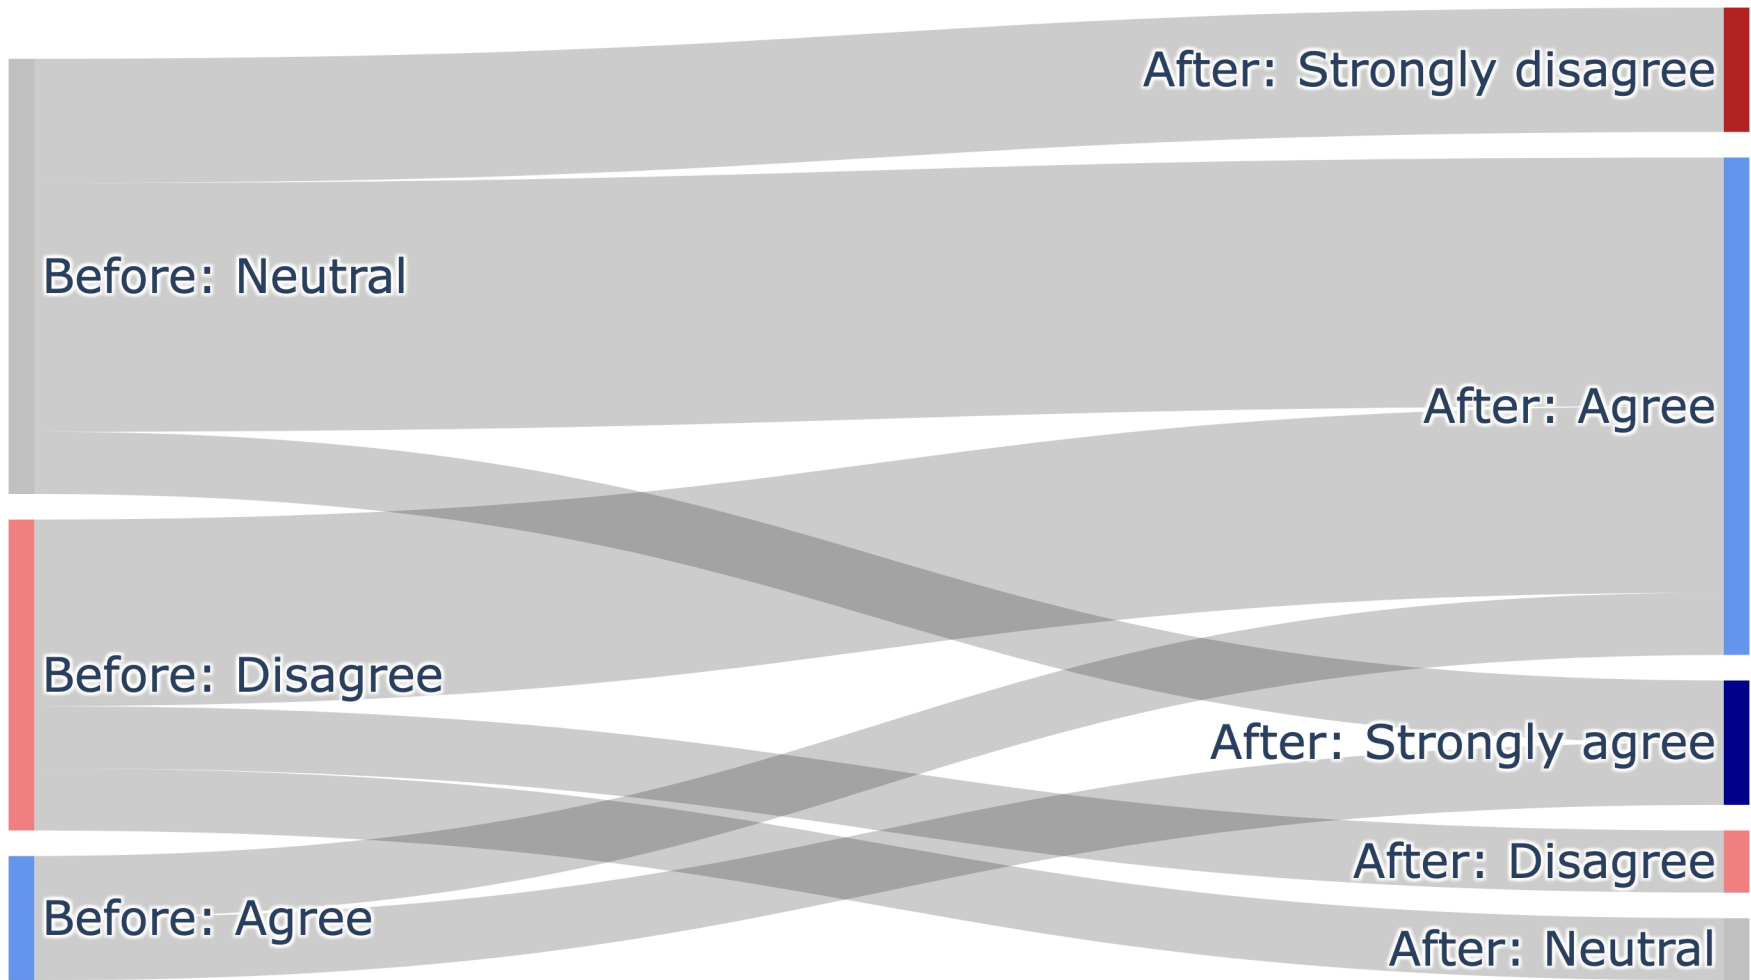 After: Strongly disagree
Before: Neutral
After: Agree
Before: Disagree
After: Strongly agree
After: Disagree
Before: Agree
After: Neutral